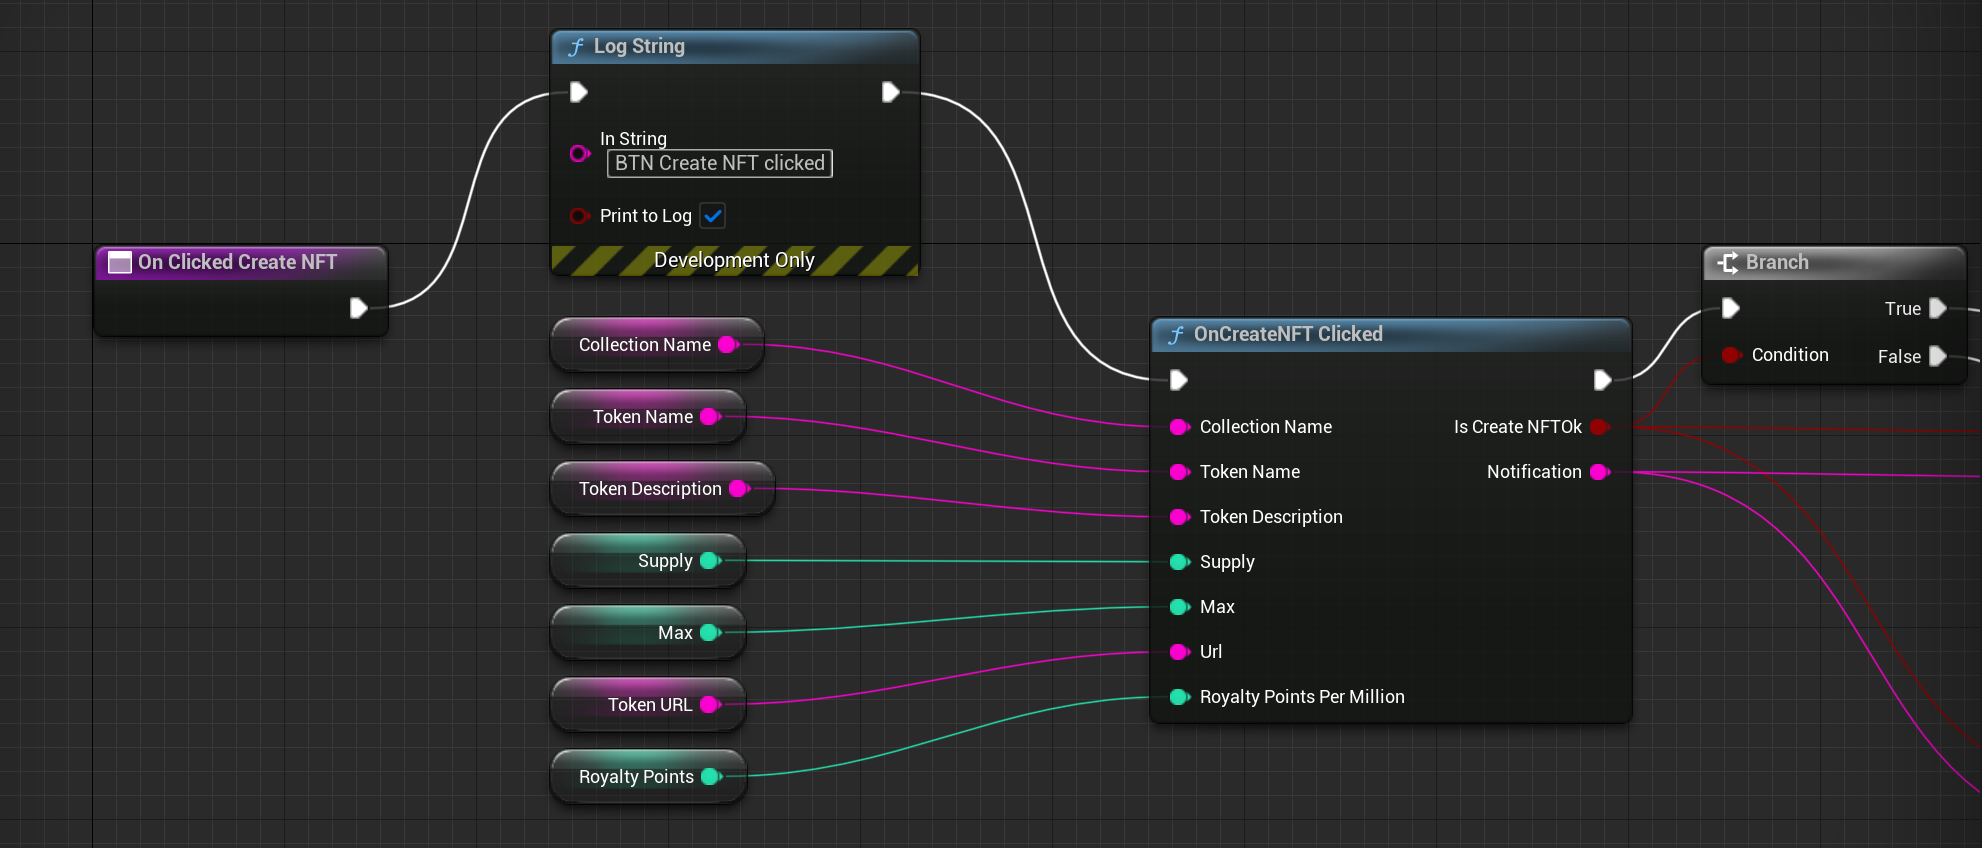 Log String
In String
BTN Create NFT clicked
Print to Log
Development Only
On Clicked Create NFT
Collection Name
Token Name
Token Description
Supply
Max
Token URL
Royalty Points
OnCreateNFT Clicked
Collection Name
Token Name
Token Description
Supply
Max
Url
Royalty Points Per Million
Is Create NFTOk
Notification
Branch
True
Condition
False